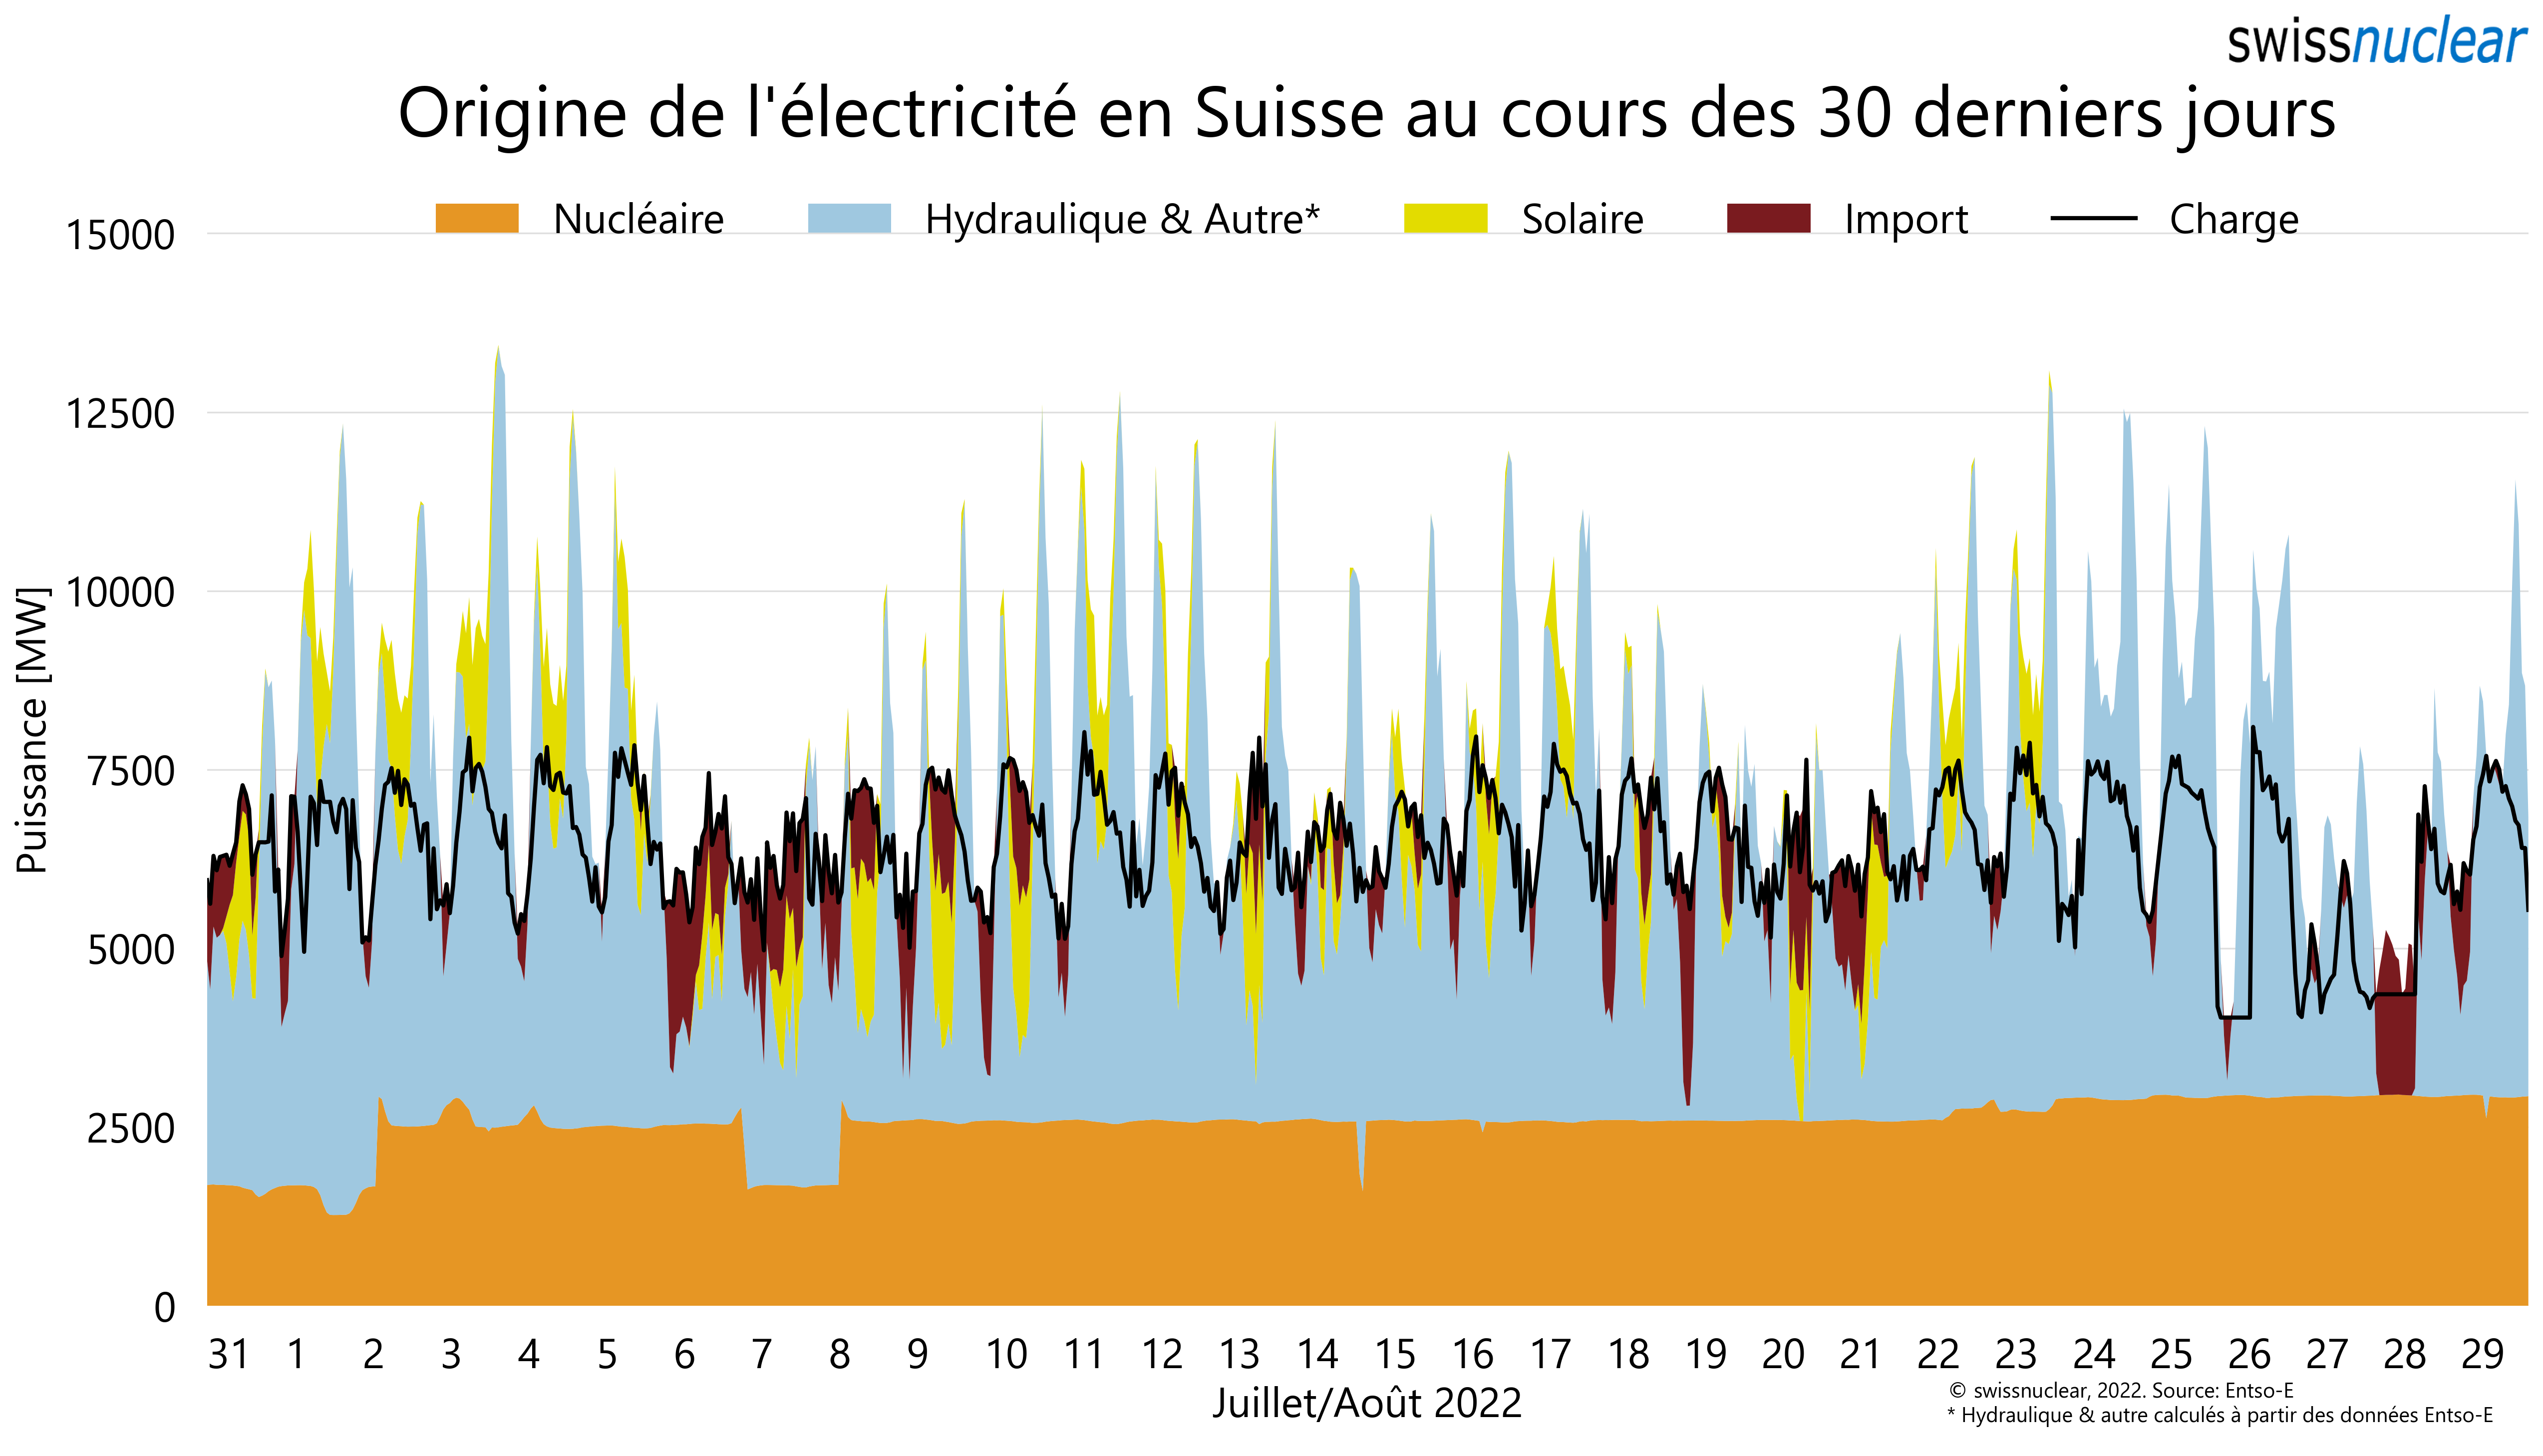 swissnuclear
Origine de l'électricité en Suisse au cours des 30 derniers jours
Nucléaire Hydraulique & Autre* Solaire Import Charge
Puissance [MW]
15000
12500
10000
7500
5000
2500
0
31 1 2 3 4 5 6 7 8 9 10 11 12 13 14 15 16 17 18 19 20 21 22 23 24 25 26 27 28 29
Juillet/Août 2022
© swissnuclear, 2022. Source: Entso-E
* Hydraulique & autre calculés à partir des données Entso-E